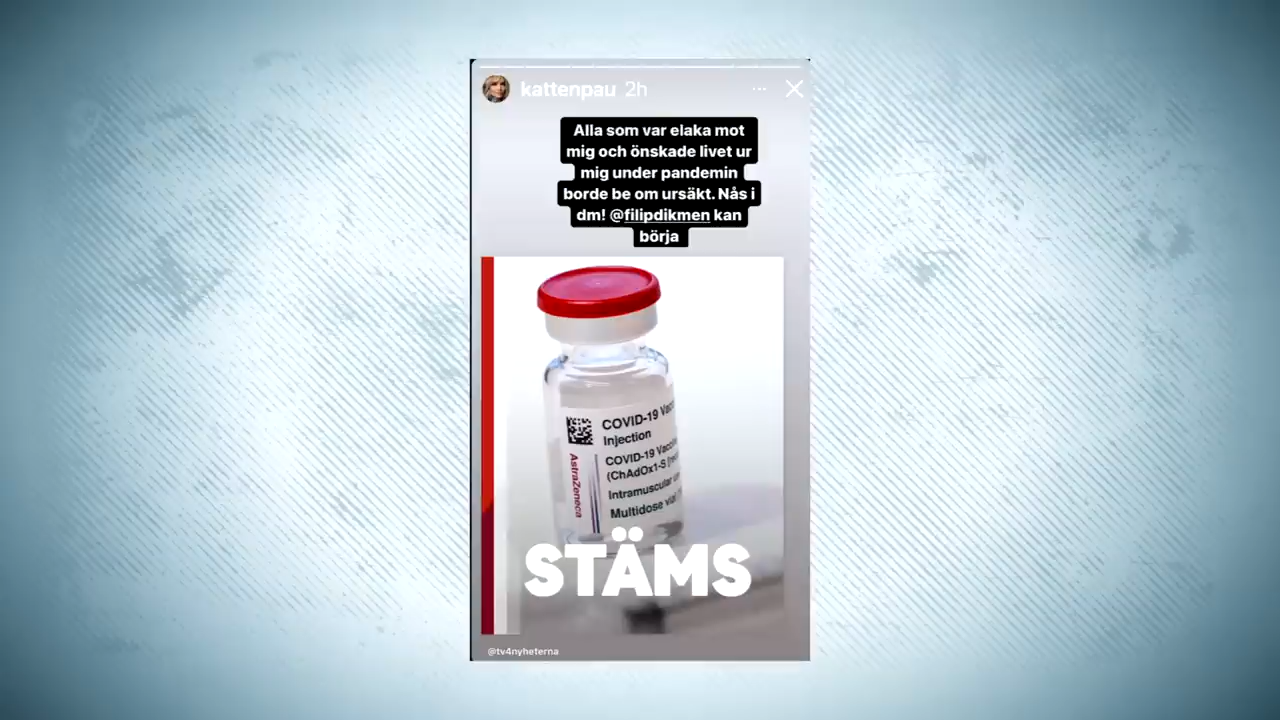 kattenpau 2h
Alla som var elaka mot
mig och önskade livet ur
mig under pandemin
borde be om ursäkt. Nås i
dm! @filipdikmen kan
börja
COVID-19 Vacc
Injection
COVID-19 Vacc
(ChAdOx1-S
Intramuscular
Multidose vial
AstraZeneca
STÄMS
@tv4nyheterna